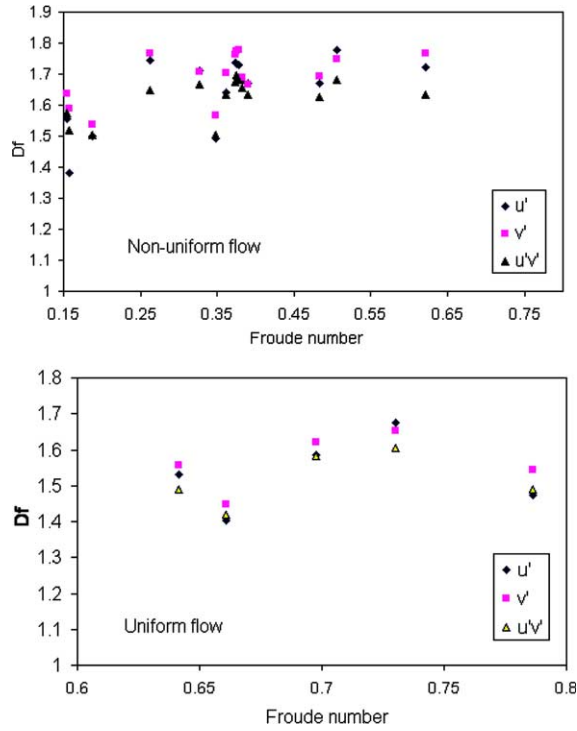 1.9
1.8
1.7
1.6
1.5
1.4
1.3
1.2
1.1
1
Df
Non-uniform flow
u'
v'
u'v'
0.15 0.25 0.35 0.45 0.55 0.65 0.75
Froude number
1.8
1.7
1.6
1.5
1.4
1.3
1.2
1.1
1
Df
Uniform flow
u'
v'
u'v'
0.6 0.65 0.7 0.75 0.8
Froude number